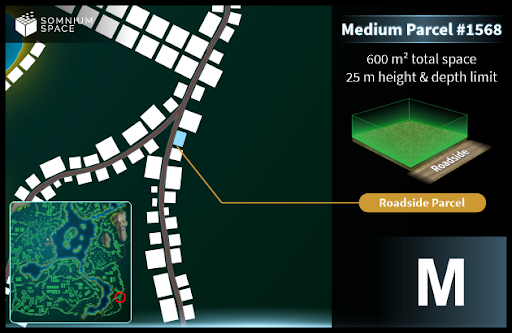 SOMNIUM
SPACE
Medium Parcel #1568
600 m² total space
25 m height & depth limit
Roadside
Roadside Parcel
M